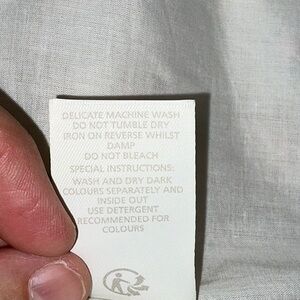 DELICATE MACHINE WASH
DO NOT TUMBLE DRY
IRON ON REVERSE WHILST
DAMP
DO NOT BLEACH
SPECIAL INSTRUCTIONS:
WASH AND DRY DARK
COLOURS SEPARATELY AND
INSIDE OUT
USE DETERGENT
RECOMMENDED FOR
COLOURS